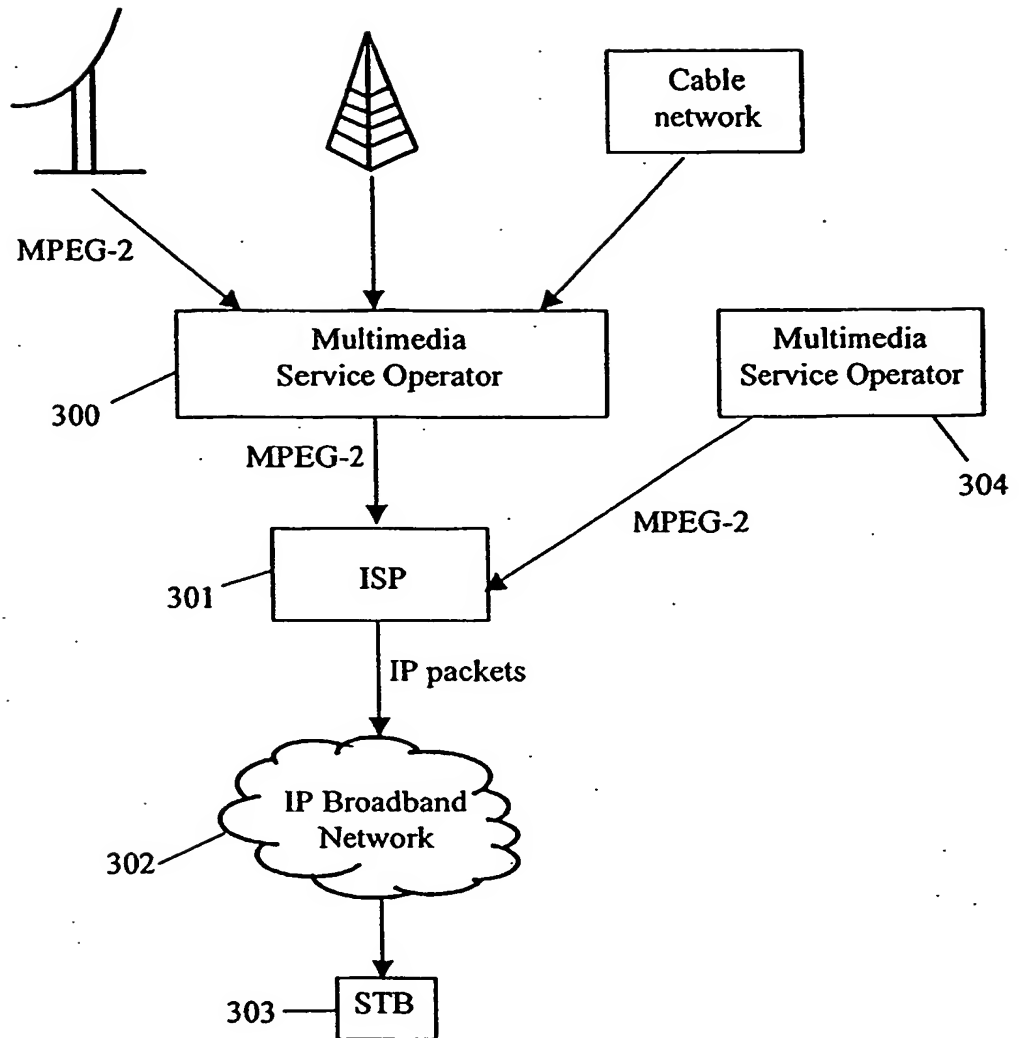 Cable
network
MPEG-2
Multimedia
Service Operator
300
Multimedia
Service Operator
304
MPEG-2
MPEG-2
ISP
301
IP packets
IP Broadband
Network
302
STB
303